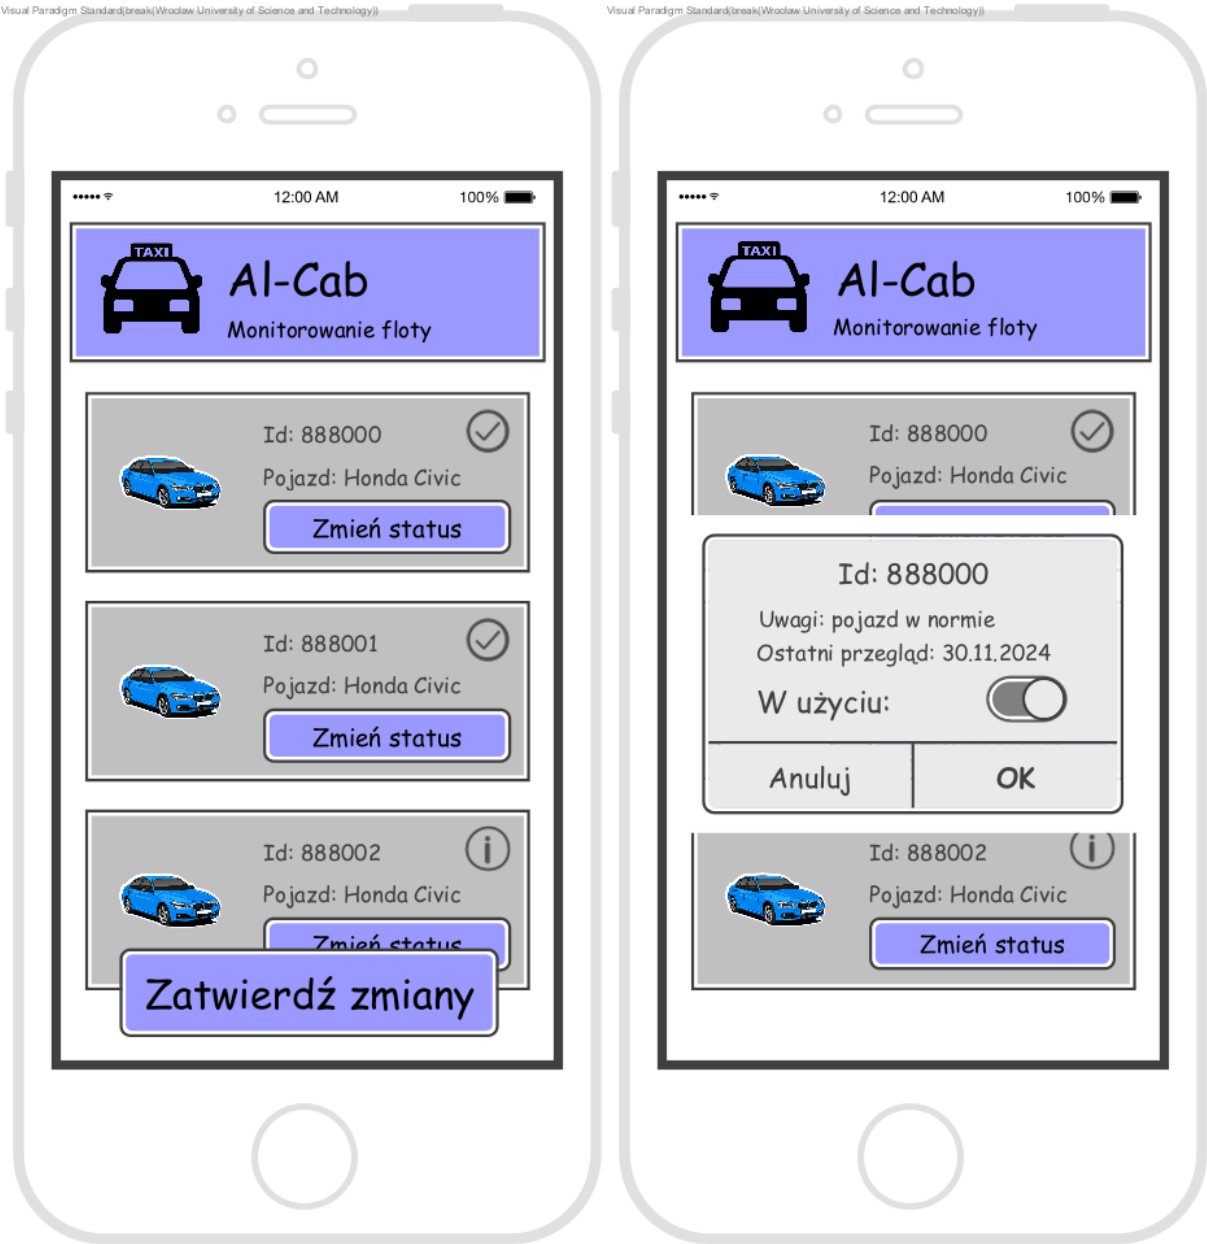 Visual Paradigm Standard(break(Wrocław University of Science and Technology))
12:00 AM
100%
TAXI
Al-Cab
Monitorowanie floty
Id: 888000
Pojazd: Honda Civic
Zmień status
Id: 888001
Pojazd: Honda Civic
Zmień status
Id: 888002
Pojazd: Honda Civic
Zmień status
Zatwierdź zmiany
Visual Paradigm Standard(break(Wrocław University of Science and Technology))
12:00 AM
100%
TAXI
Al-Cab
Monitorowanie floty
Id: 888000
Pojazd: Honda Civic
Id: 888000
Uwagi: pojazd w normie
Ostatni przegląd: 30.11.2024
W użyciu:
Anuluj
OK
Id: 888002
Pojazd: Honda Civic
Zmień status